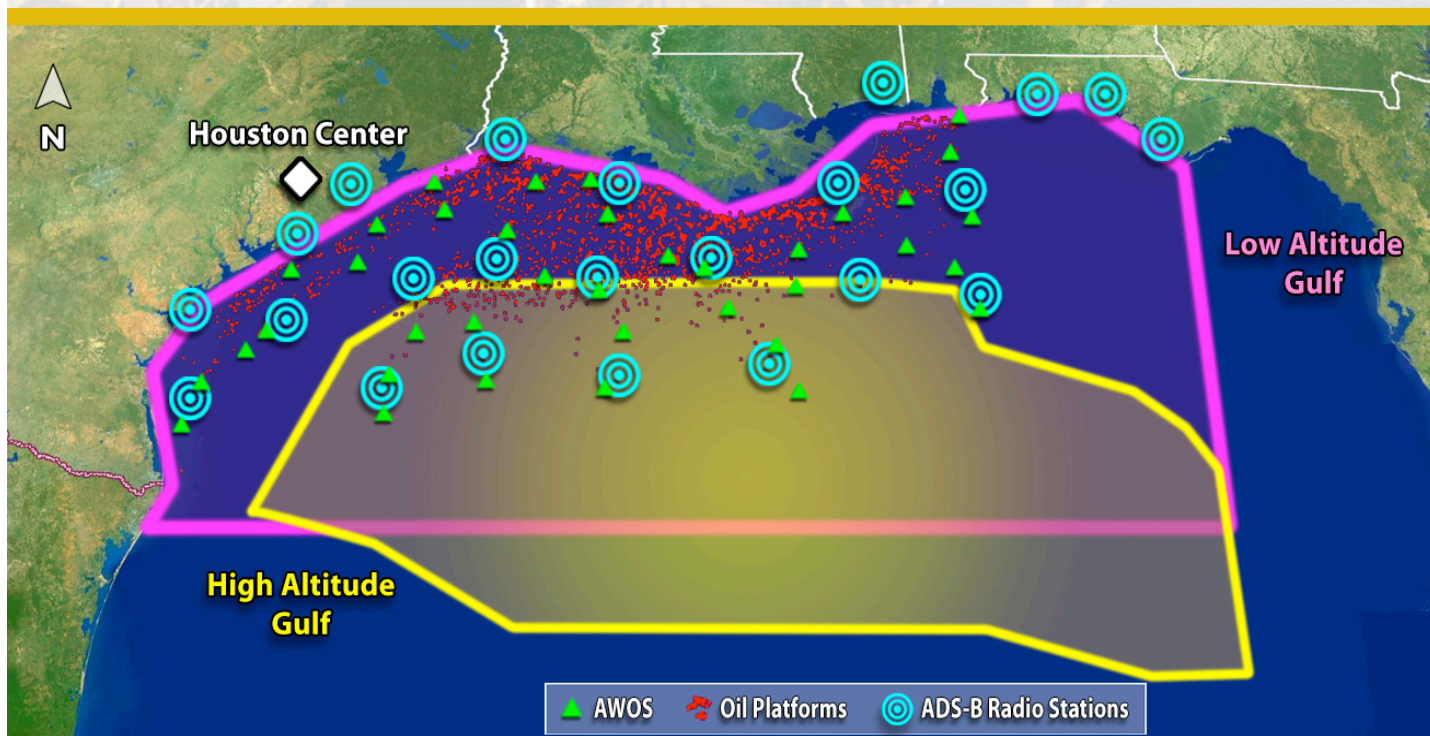 N
Houston Center
Low Altitude
Gulf
High Altitude
Gulf
AWOS
Oil Platforms
ADS-B Radio Stations